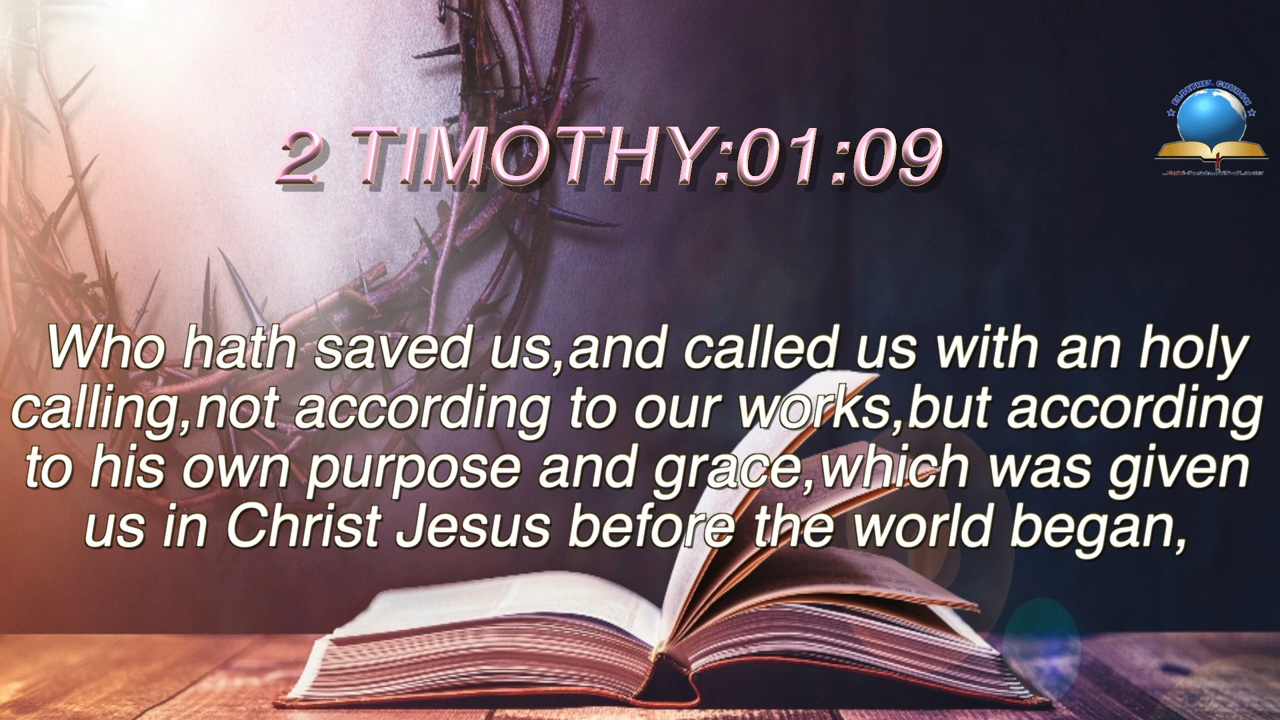 2 TIMOTHY:01:09
Who hath saved us,and called us with an holy
calling,not according to our works,but according
to his own purpose and grace,which was given
us in Christ Jesus before the world began,